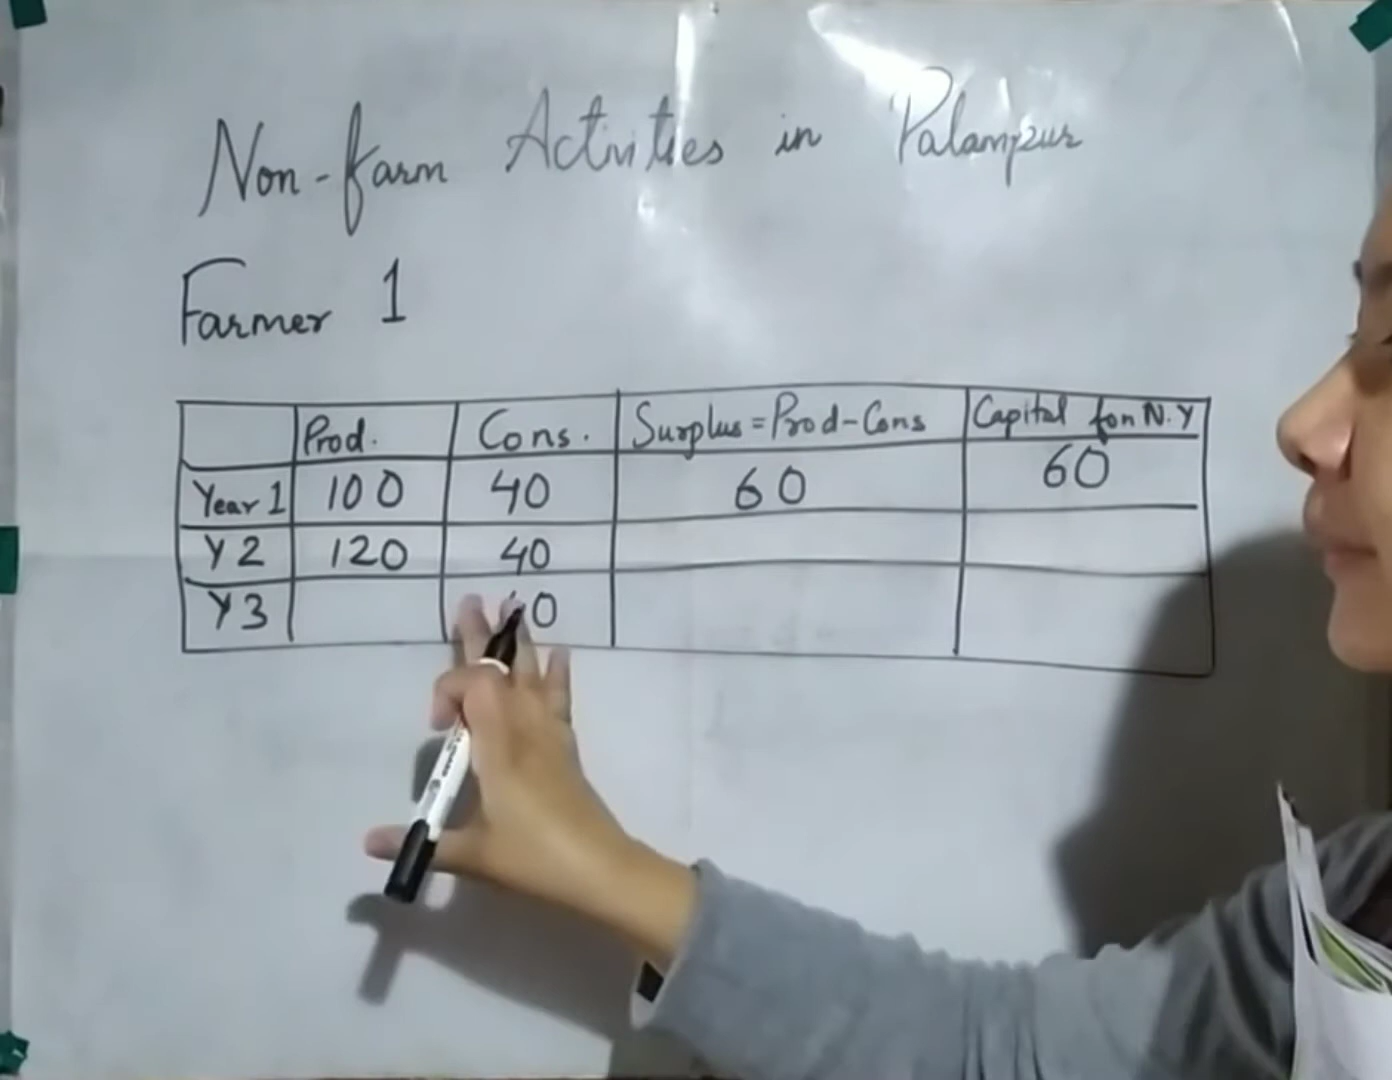 Non-farm Activities in Palampur
Farmer 1
Prod. Cons. Surplus=Prod-Cons Capital for N.Y
Year 1 100 40 60 60
Y2 120 40
Y3